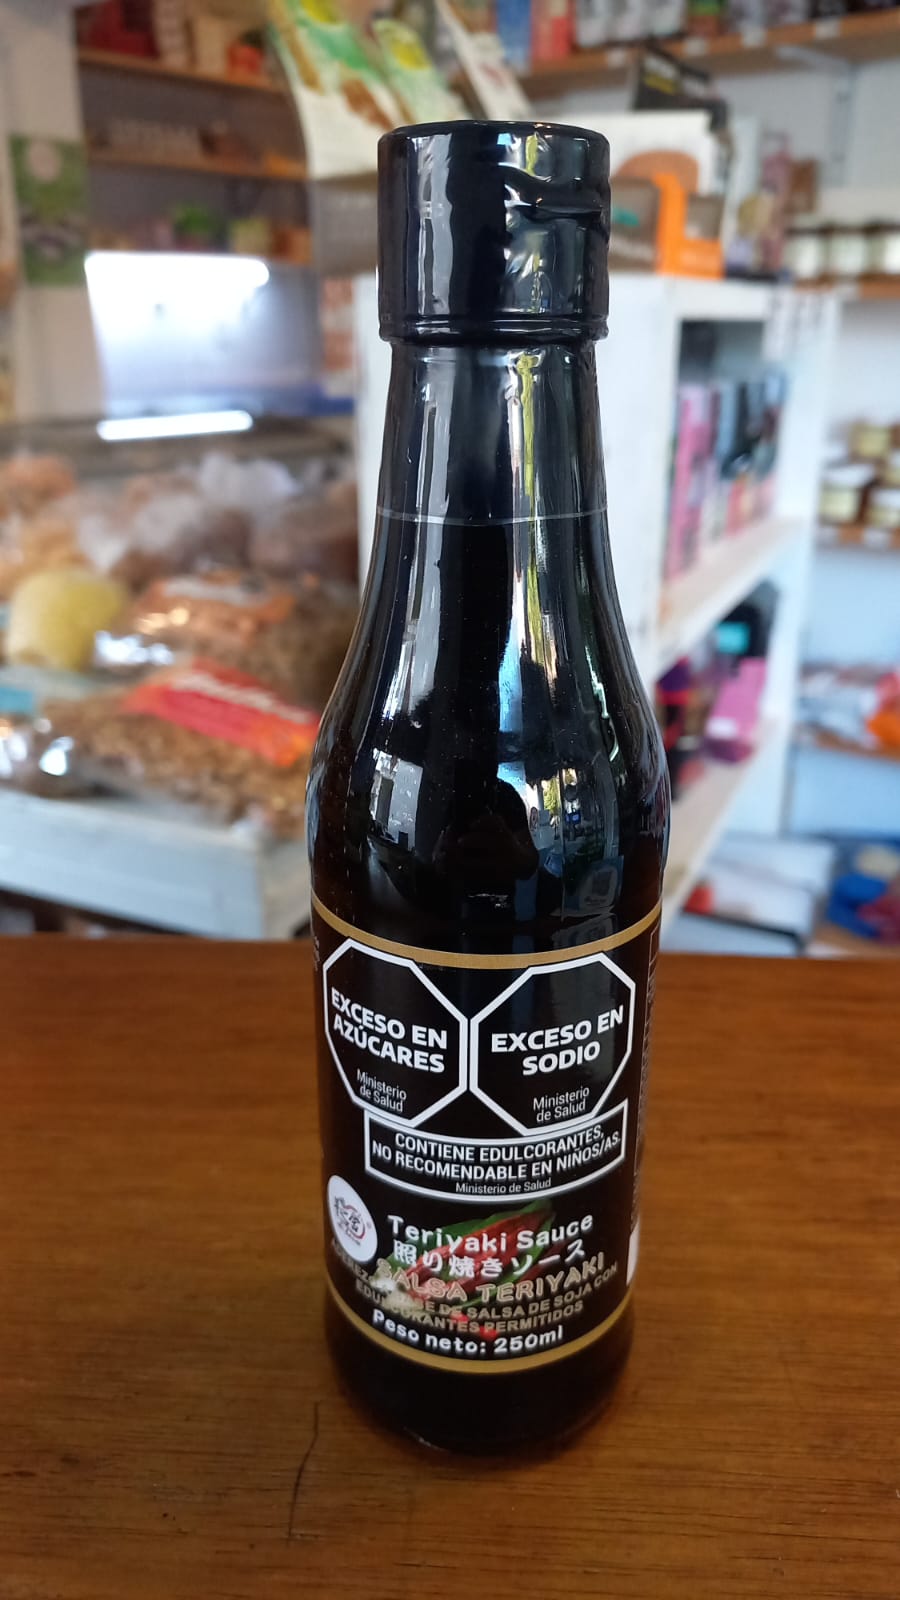 EXCESO EN
AZÚCARES
Ministerio
de Salud
EXCESO EN
SODIO
Ministerio
de Salud
CONTIENE EDULCORANTES,
NO RECOMENDABLE EN NIÑOS/AS.
Ministerio de Salud
Teriyaki Sauce
照り焼きソース
SALSA TERIYAKI
DE SALSA DE SOJA CON
EDULCORANTES PERMITIDOS
Peso neto: 250ml